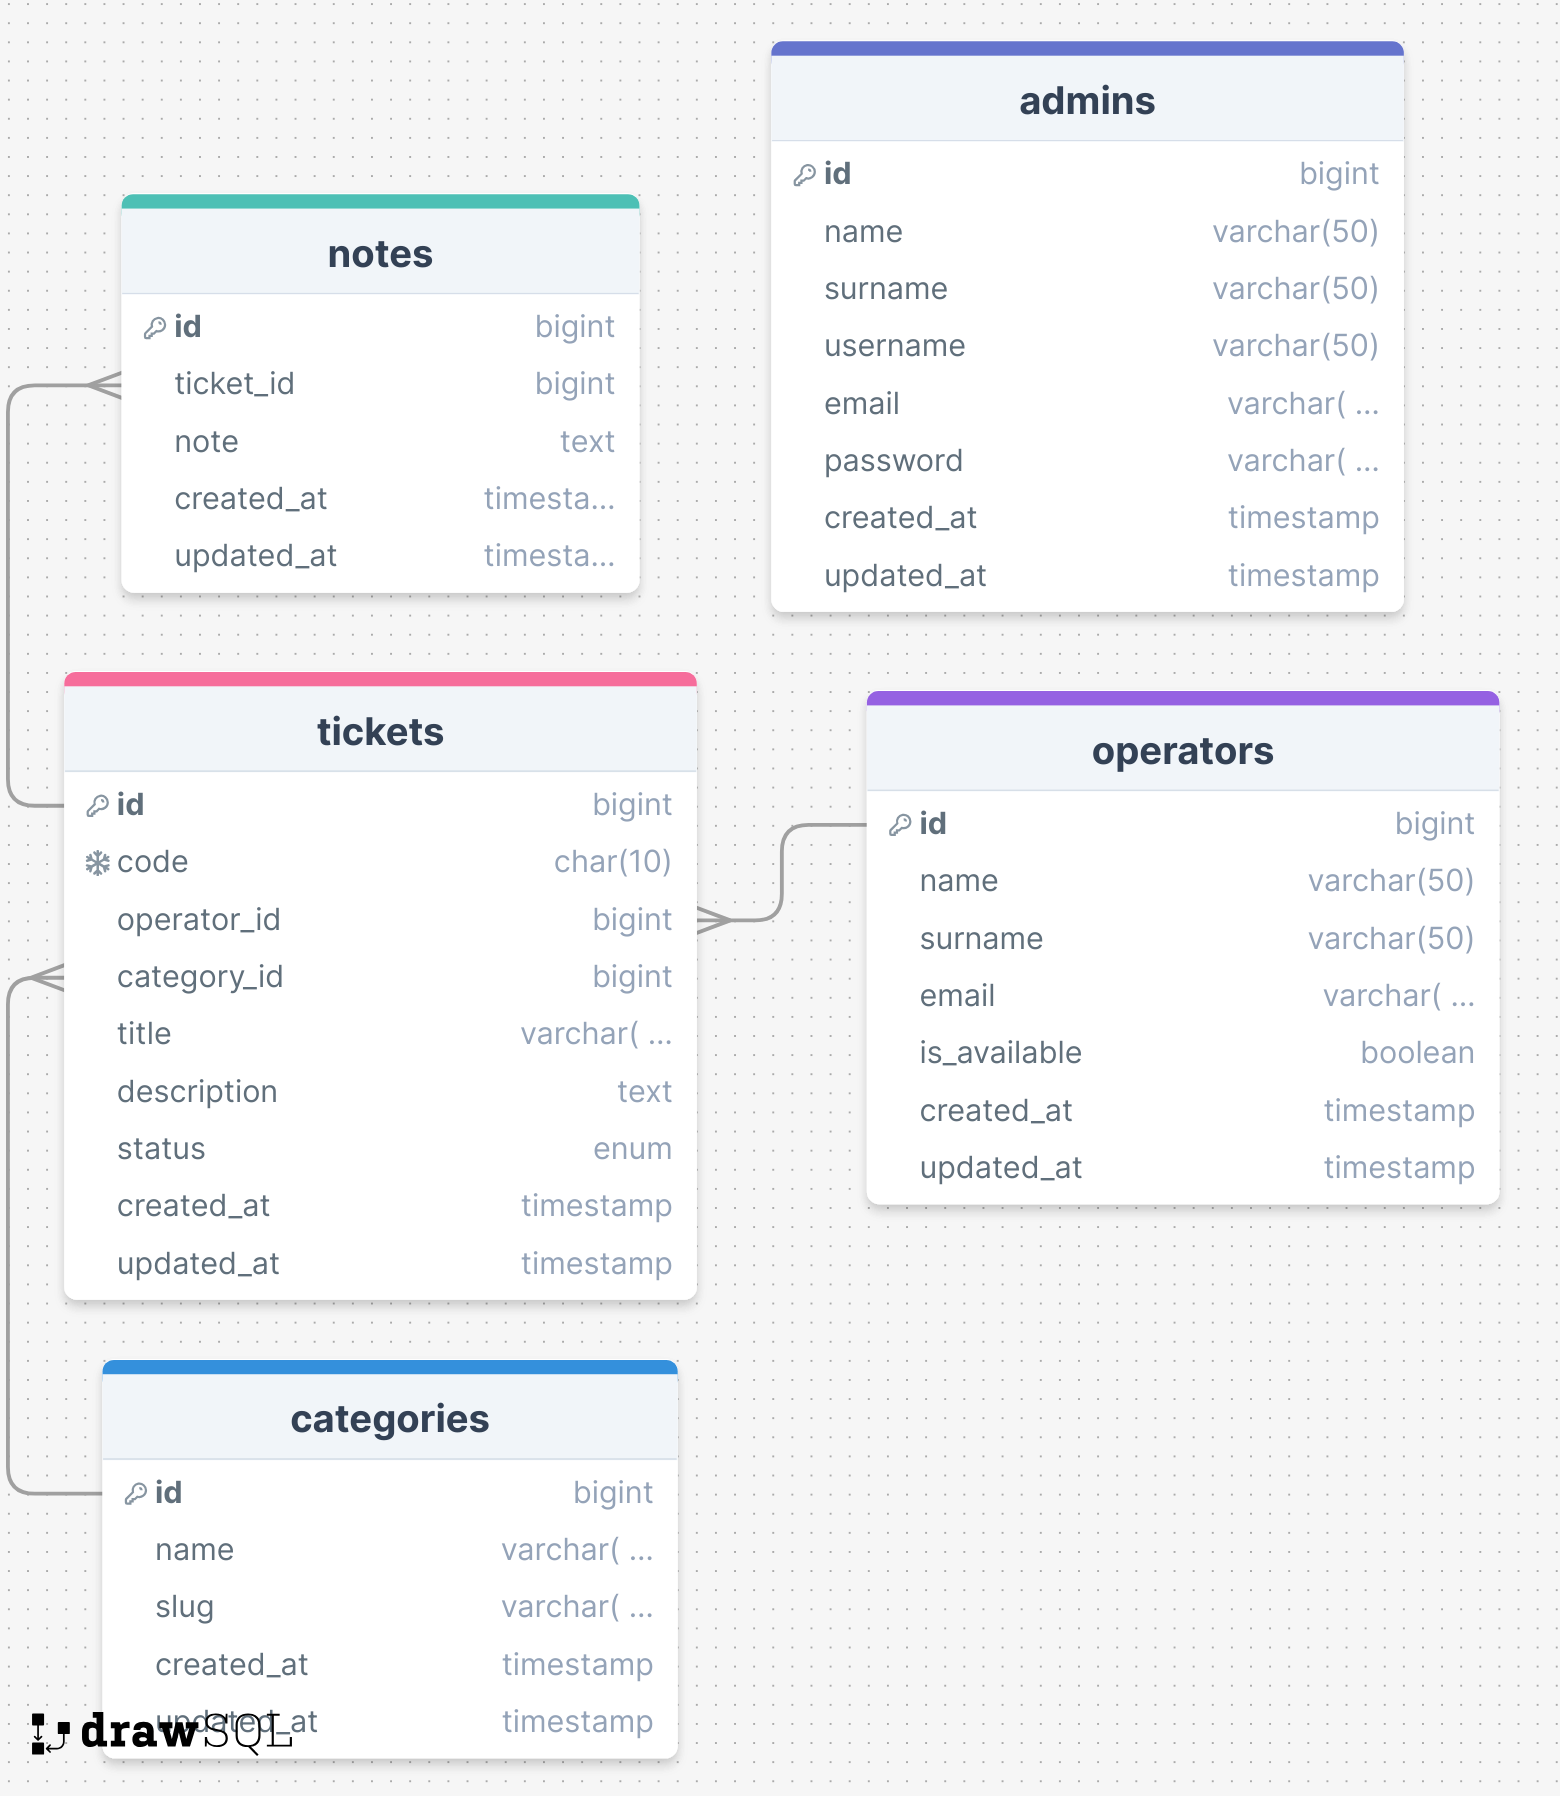 admins
id bigint
name varchar(50)
surname varchar(50)
username varchar(50)
email varchar( ...
password varchar( ...
created_at timestamp
updated_at timestamp
notes
id bigint
ticket_id bigint
note text
created_at timesta...
updated_at timesta...
tickets
id bigint
code char(10)
operator_id bigint
category_id bigint
title varchar( ...
description text
status enum
created_at timestamp
updated_at timestamp
operators
id bigint
name varchar(50)
surname varchar(50)
email varchar( ...
is_available boolean
created_at timestamp
updated_at timestamp
categories
id bigint
name varchar( ...
slug varchar( ...
created_at timestamp
updated_at timestamp
drawSQL